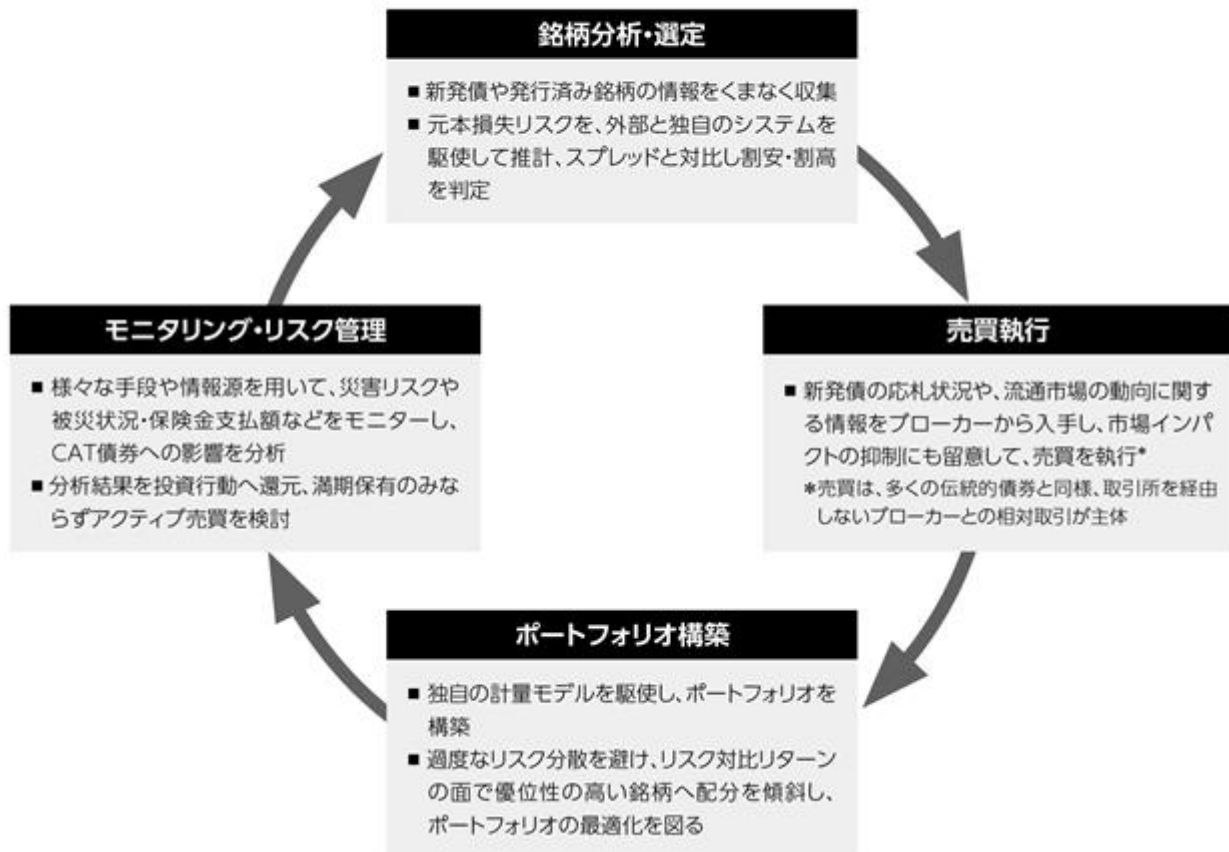 銘柄分析・選定
■ 新発債や発行済み銘柄の情報をくまなく収集
■ 元本損失リスクを、外部と独自のシステムを
駆使して推計、スプレッドと対比し割安・割高
を判定
売買執行
■ 新発債の応札状況や、流通市場の動向に関す
る情報をブローカーから入手し、市場インパ
クトの抑制にも留意して、売買を執行*
*売買は、多くの伝統的債券と同様、取引所を経由
しないブローカーとの相対取引が主体
ポートフォリオ構築
■ 独自の計量モデルを駆使し、ポートフォリオを
構築
■ 過度なリスク分散を避け、リスク対比リターン
の面で優位性の高い銘柄へ配分を傾斜し、
ポートフォリオの最適化を図る
モニタリング・リスク管理
■ 様々な手段や情報源を用いて、災害リスクや
被災状況・保険金支払額などをモニターし、
CAT債券への影響を分析
■ 分析結果を投資行動へ還元、満期保有のみな
らずアクティブ売買を検討